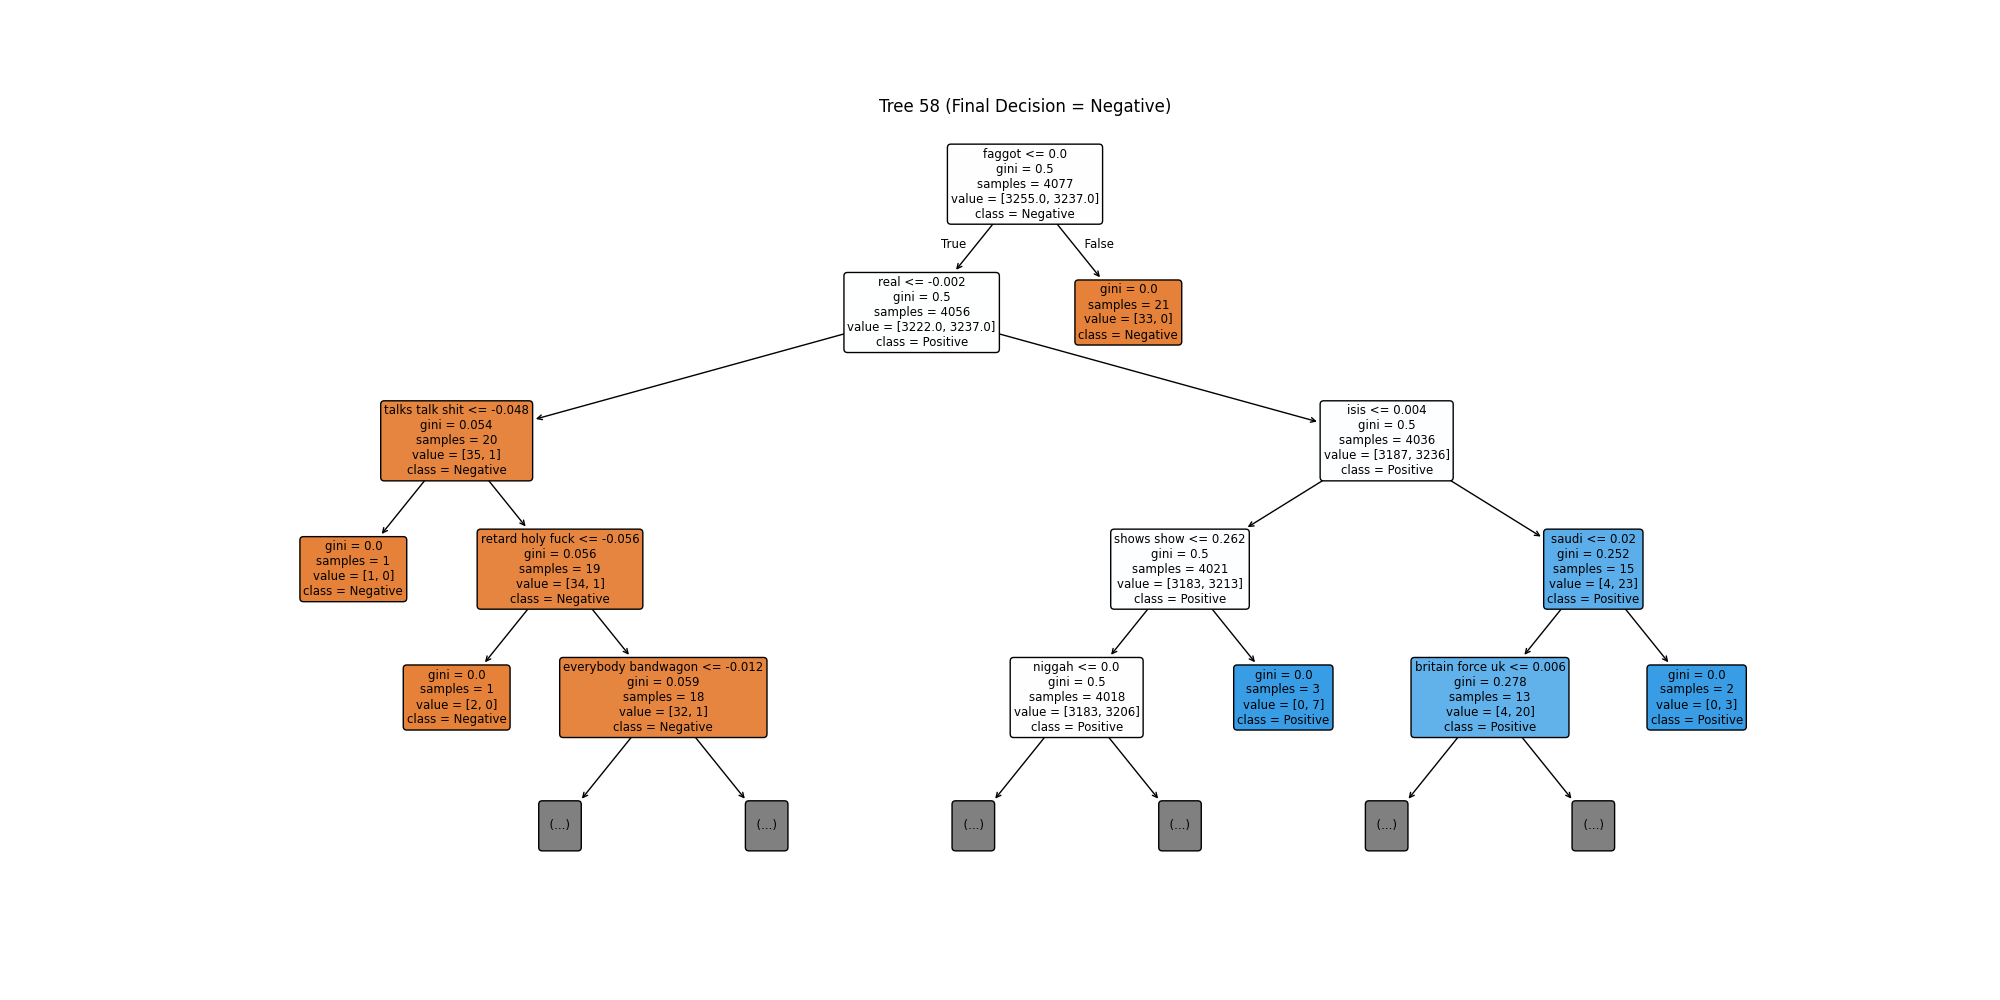 Tree 58 (Final Decision = Negative)
faggot <= 0.0
gini = 0.5
samples = 4077
value = [3255.0, 3237.0]
class = Negative
True
False
real <= -0.002
gini = 0.5
samples = 4056
value = [3222.0, 3237.0]
class = Positive
gini = 0.0
samples = 21
value = [33, 0]
class = Negative
talks talk shit <= -0.048
gini = 0.054
samples = 20
value = [35, 1]
class = Negative
isis <= 0.004
gini = 0.5
samples = 4036
value = [3187, 3236]
class = Positive
gini = 0.0
samples = 1
value = [1, 0]
class = Negative
retard holy fuck <= -0.056
gini = 0.056
samples = 19
value = [34, 1]
class = Negative
shows show <= 0.262
gini = 0.5
samples = 4021
value = [3183, 3213]
class = Positive
saudi <= 0.02
gini = 0.252
samples = 15
value = [4, 23]
class = Positive
gini = 0.0
samples = 1
value = [2, 0]
class = Negative
everybody bandwagon <= -0.012
gini = 0.059
samples = 18
value = [32, 1]
class = Negative
niggah <= 0.0
gini = 0.5
samples = 4018
value = [3183, 3206]
class = Positive
gini = 0.0
samples = 3
value = [0, 7]
class = Positive
britain force uk <= 0.006
gini = 0.278
samples = 13
value = [4, 20]
class = Positive
gini = 0.0
samples = 2
value = [0, 3]
class = Positive
(...)
(...)
(...)
(...)
(...)
(...)